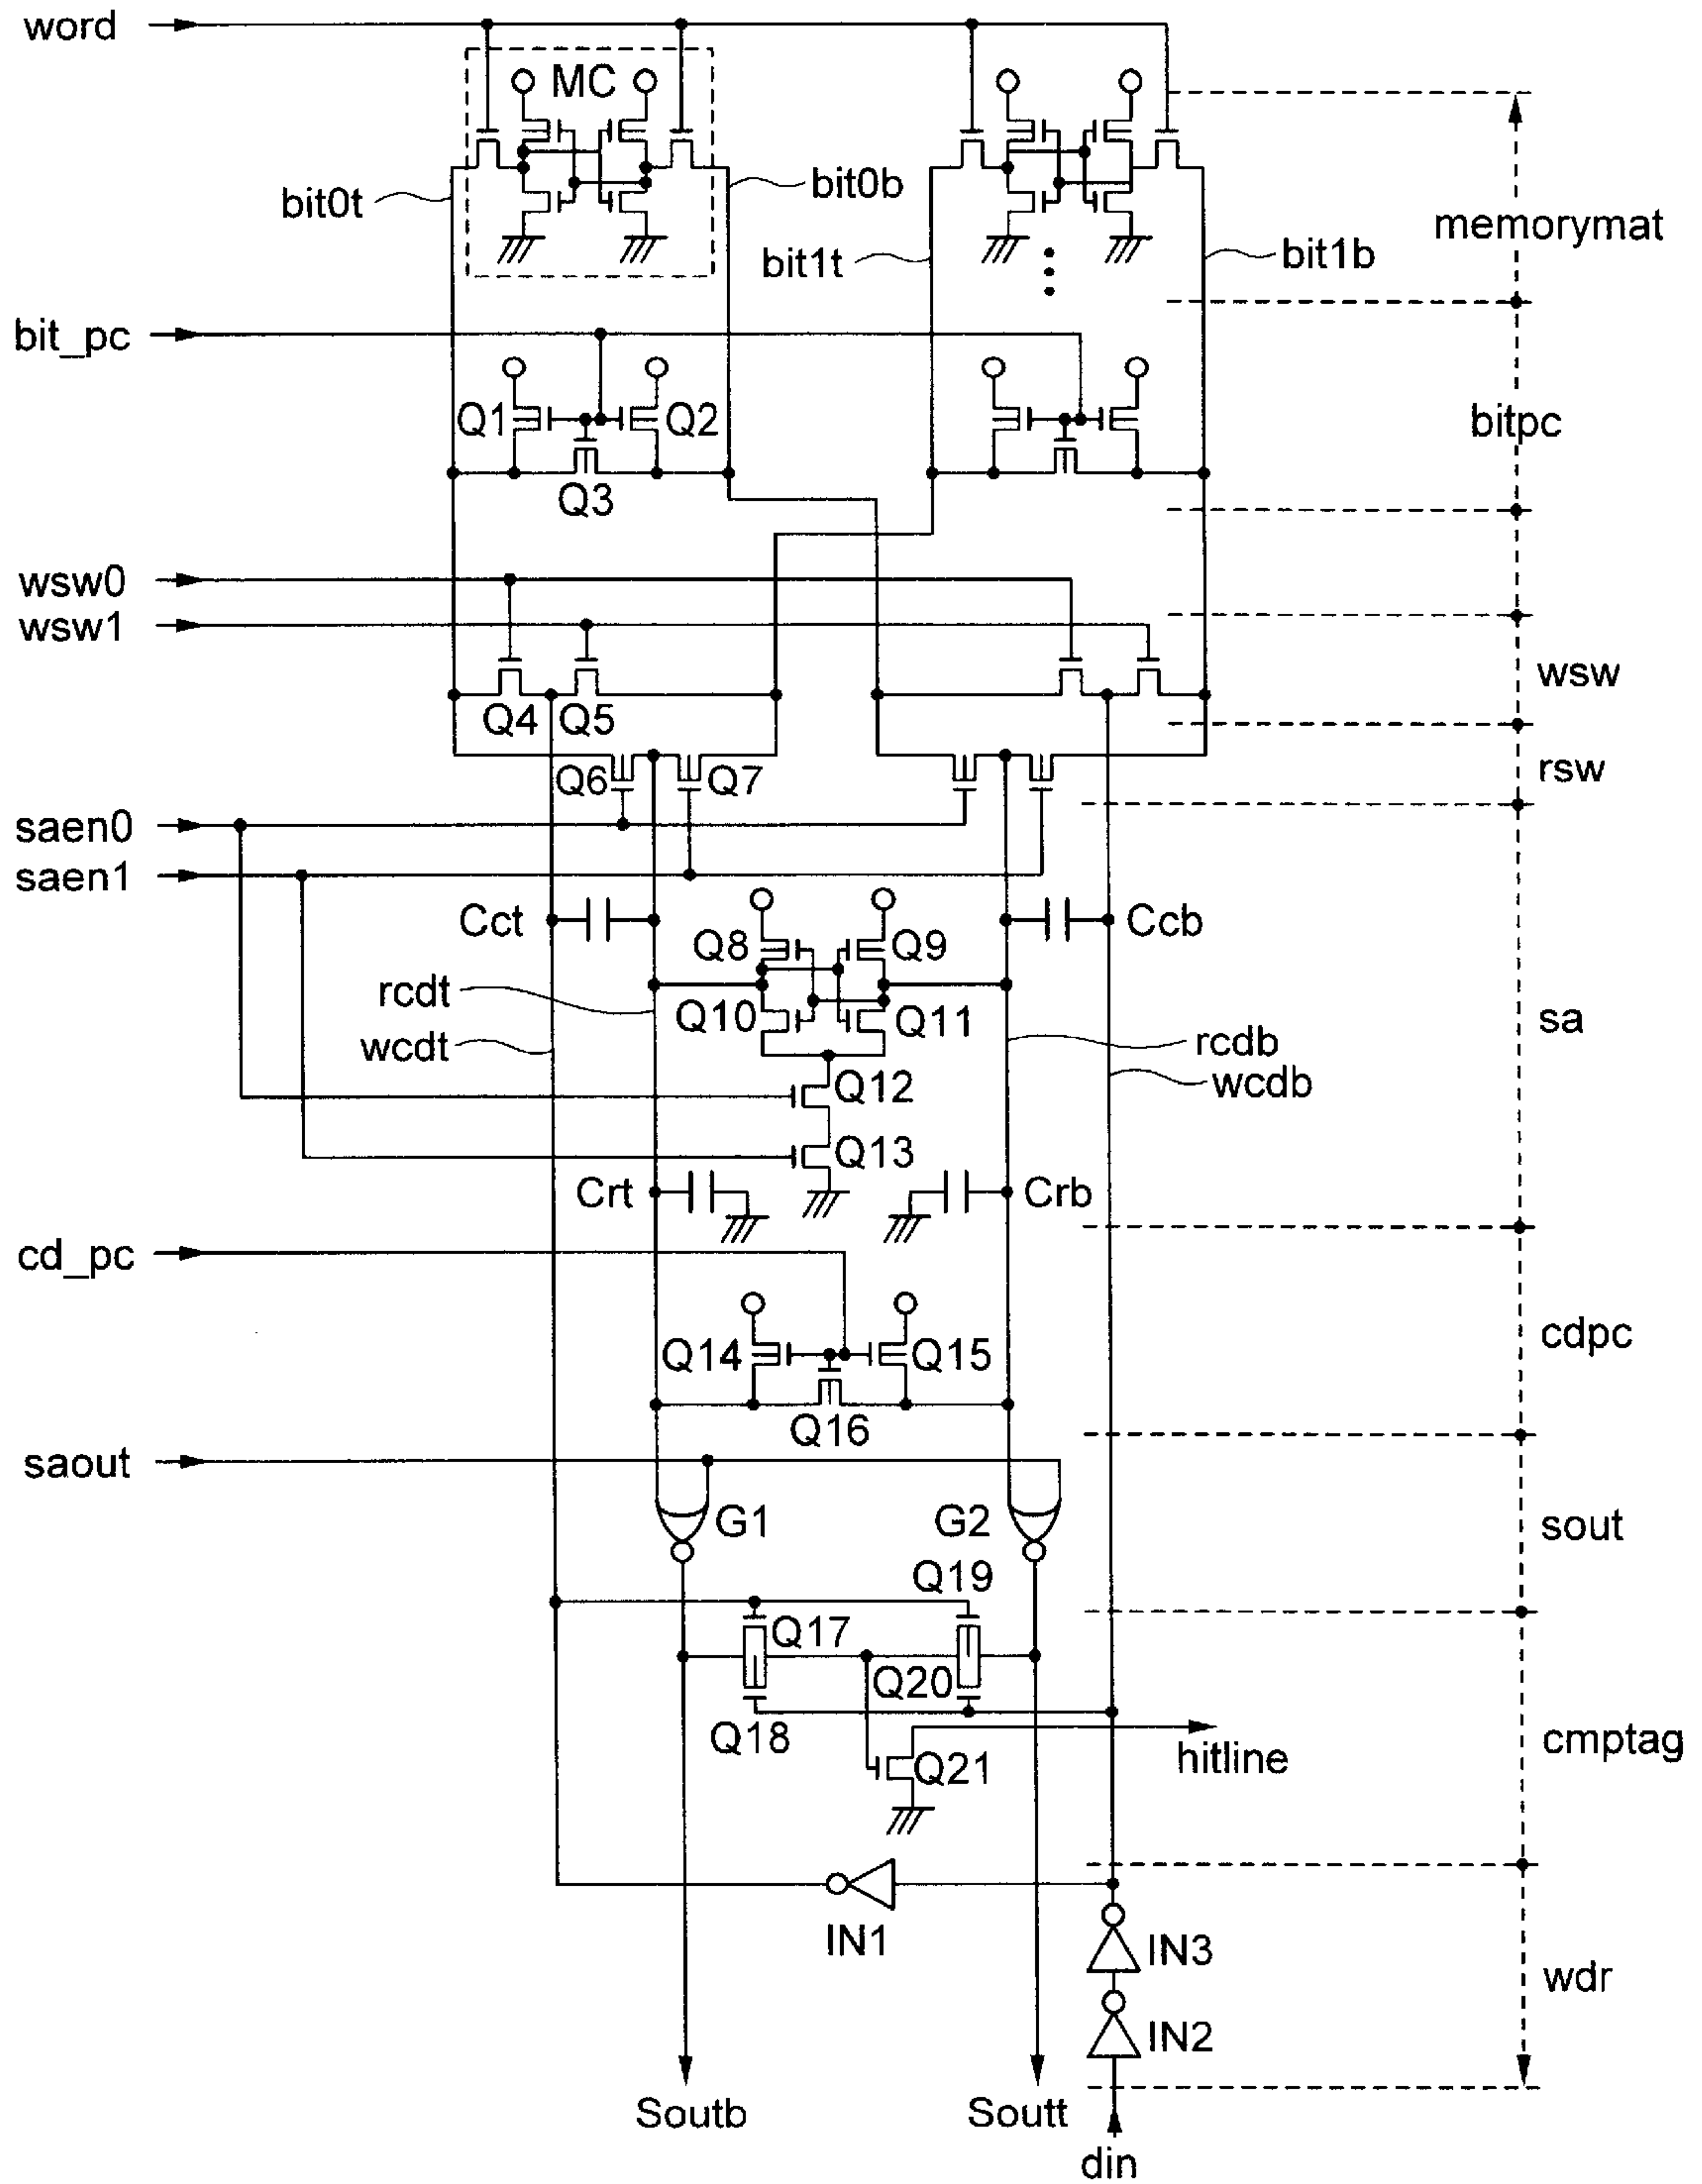 word
MC
bit0t
bit0b
bit1t
bit1b
memorymat
bit_pc
Q1
Q2
Q3
bitpc
wsw0
wsw1
Q4
Q5
wsw
Q6
Q7
rsw
saen0
saen1
Cct
Ccb
Q8
Q9
rcdt
Q10
Q11
sa
wcdt
rcdb
wcdb
Q12
Q13
Crt
Crb
cd_pc
Q14
Q15
cdpc
Q16
saout
G1
G2
sout
Q19
Q17
Q20
Q18
Q21
hitline
cmptag
IN1
IN3
wdr
IN2
Soutb
Soutt
din